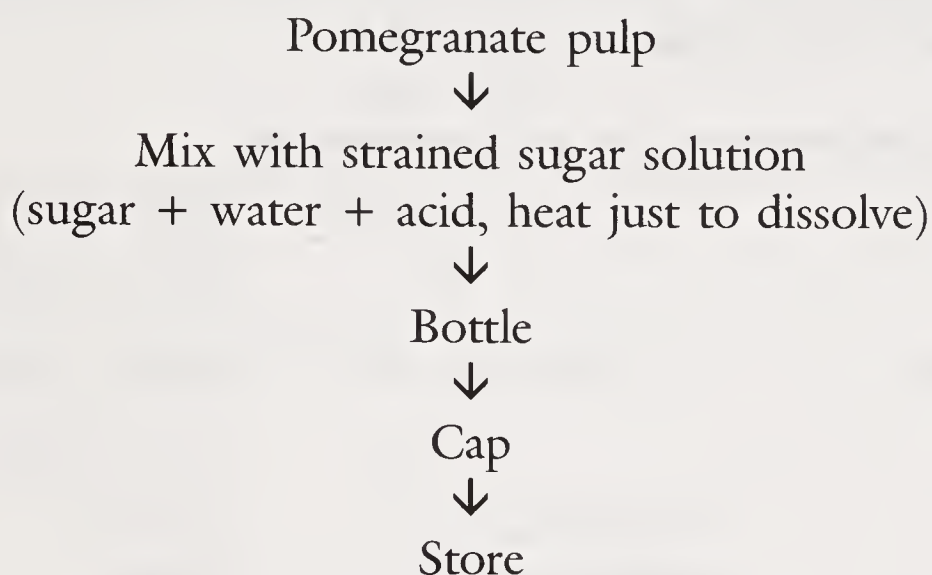 Pomegranate pulp
↓
Mix with strained sugar solution
(sugar + water + acid, heat just to dissolve)
↓
Bottle
↓
Cap
↓
Store